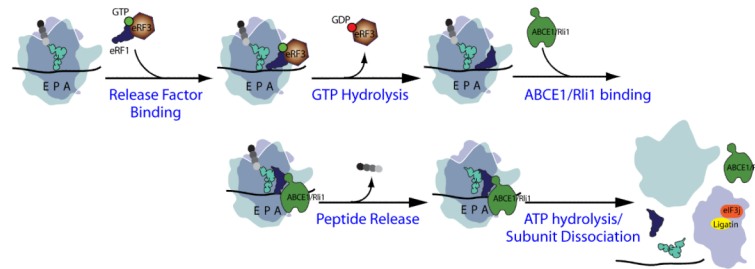 GTP
eRF3
eRF1
E P A
Release Factor
Binding
eRF3
E P A
GDP
eRF3
GTP Hydrolysis
E P A
ABCE1/Rli1
ABCE1/Rli1 binding
ABCE1/Rli1
E P A
Peptide Release
ABCE1/Rli1
E P A
ATP hydrolysis/
Subunit Dissociation
ABCE1/R
eIF3j
Ligatin